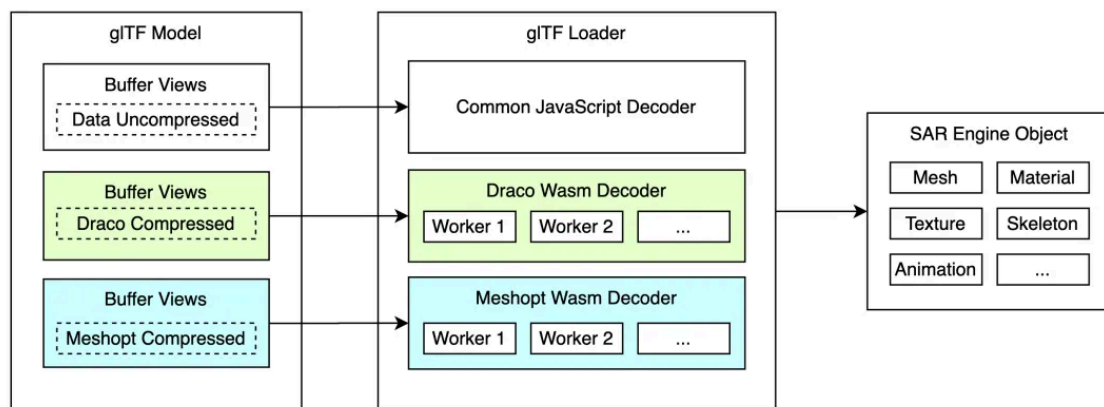 glTF Model
Buffer Views
Data Uncompressed
Buffer Views
Draco Compressed
Buffer Views
Meshopt Compressed
glTF Loader
Common JavaScript Decoder
Draco Wasm Decoder
Worker 1 Worker 2 ...
Meshopt Wasm Decoder
Worker 1 Worker 2 ...
SAR Engine Object
Mesh Material
Texture Skeleton
Animation ...